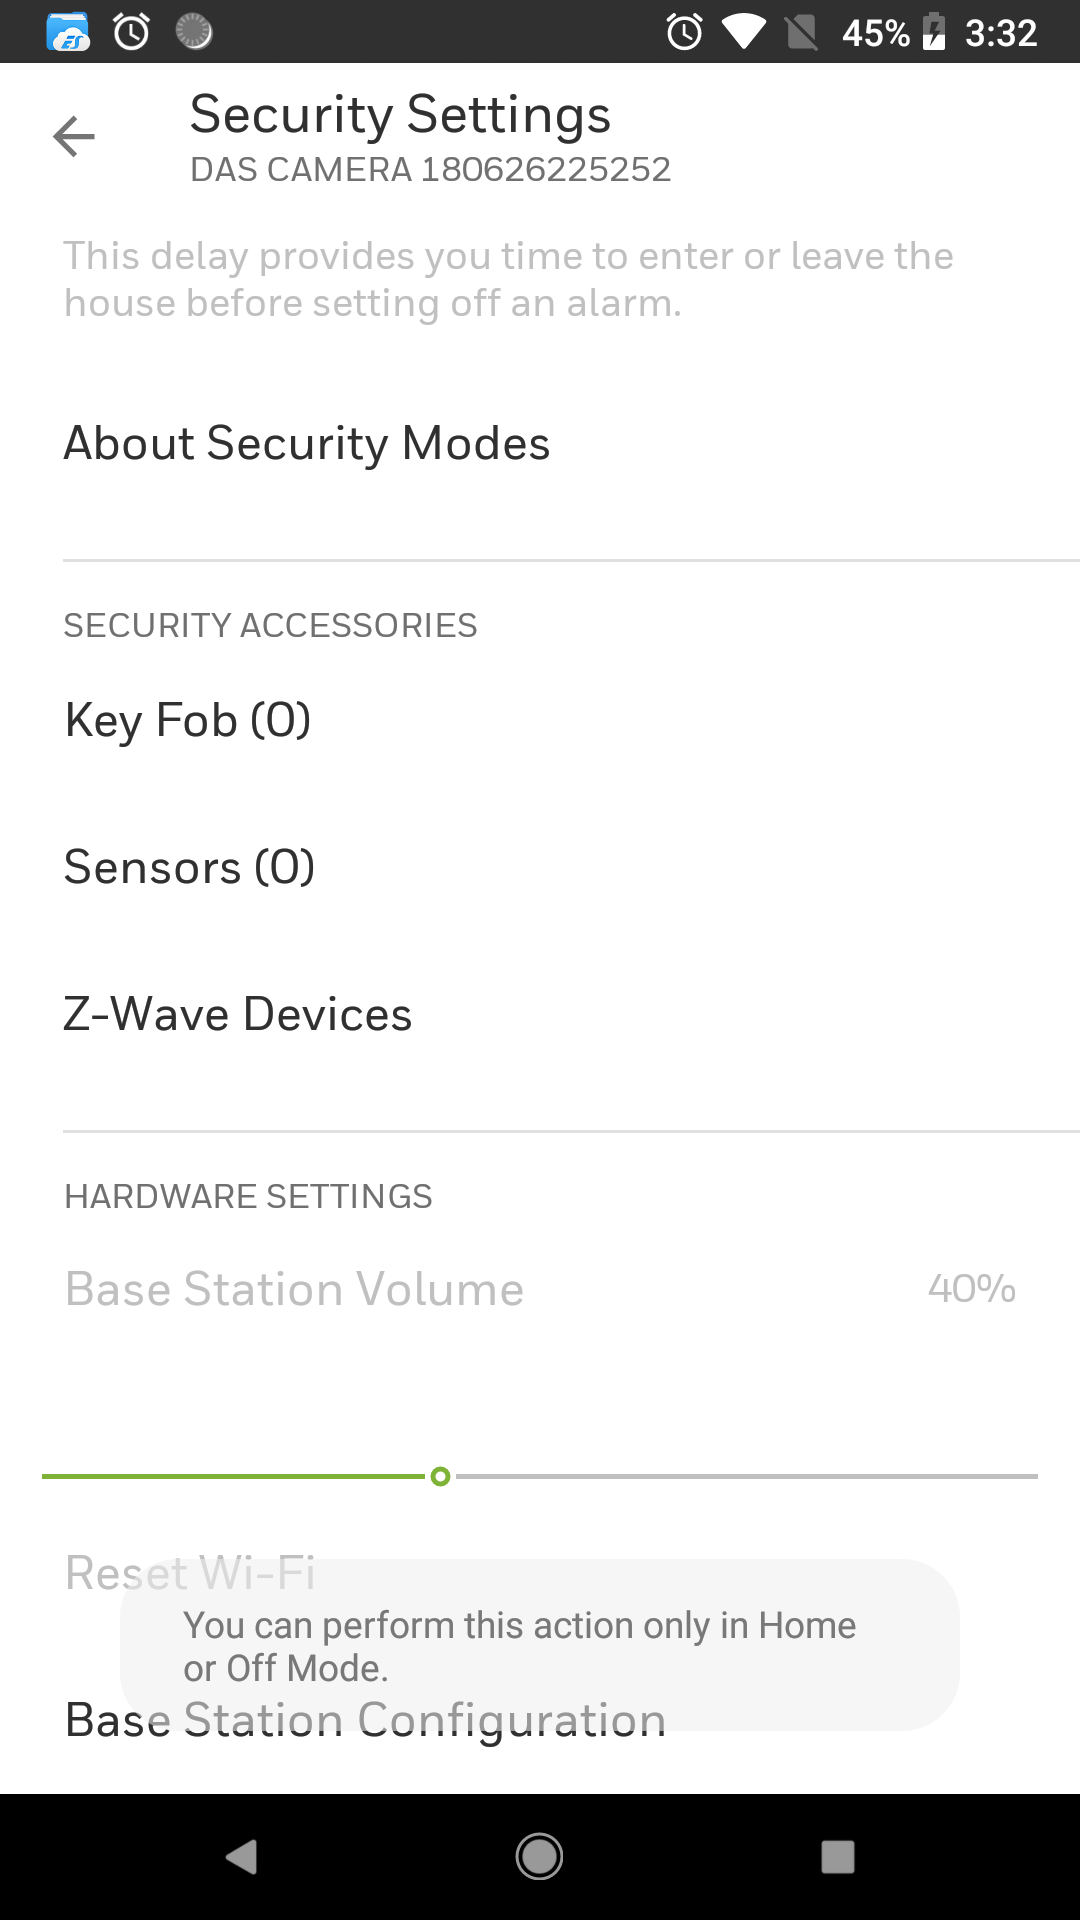 ES
45% 3:32
Security Settings
DAS CAMERA 180626225252
This delay provides you time to enter or leave the
house before setting off an alarm.
About Security Modes
SECURITY ACCESSORIES
Key Fob (0)
Sensors (0)
Z-Wave Devices
HARDWARE SETTINGS
Base Station Volume 40%
Reset Wi-Fi
You can perform this action only in Home
or Off Mode.
Base Station Configuration